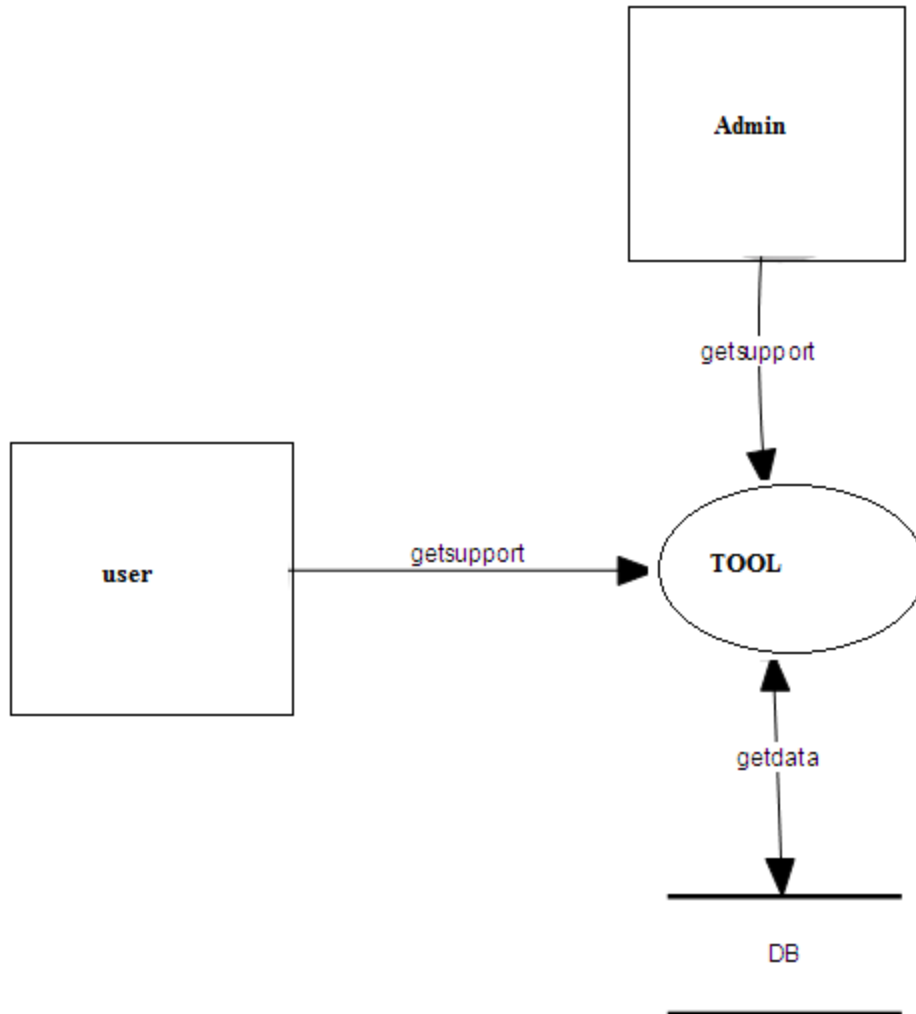 Admin
getsupport
getsupport
user
TOOL
getdata
DB